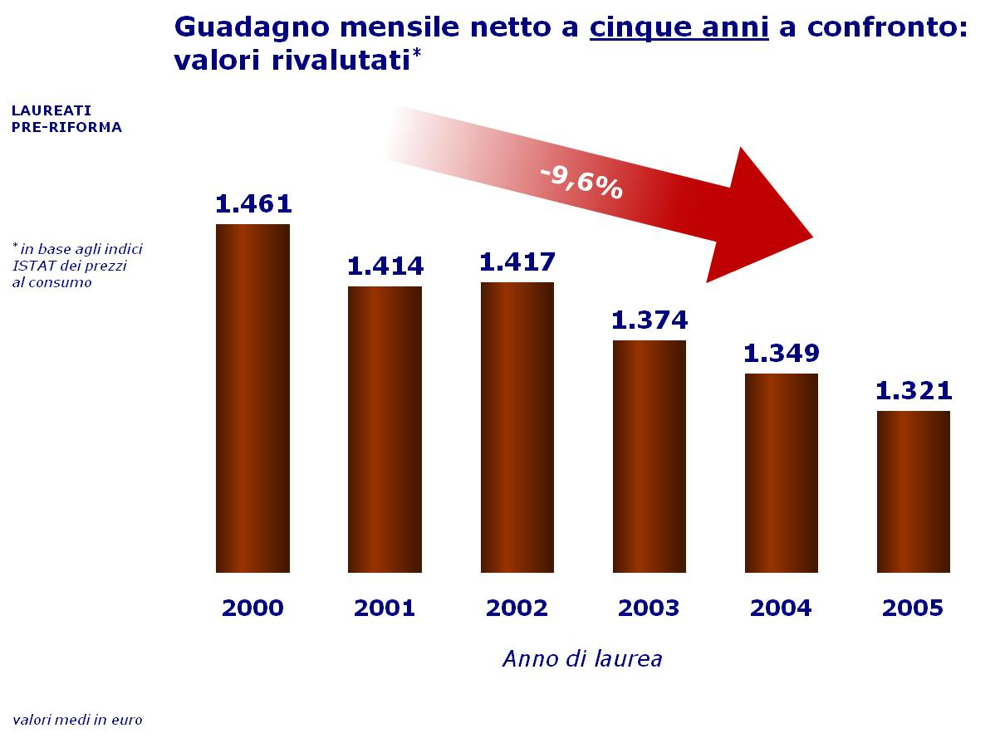 Guadagno mensile netto a cinque anni a confronto:
valori rivalutati*
LAUREATI
PRE-RIFORMA
-9,6%
*in base agli indici
ISTAT dei prezzi
al consumo
1.461
1.414
1.417
1.374
1.349
1.321
2000 2001 2002 2003 2004 2005
Anno di laurea
valori medi in euro